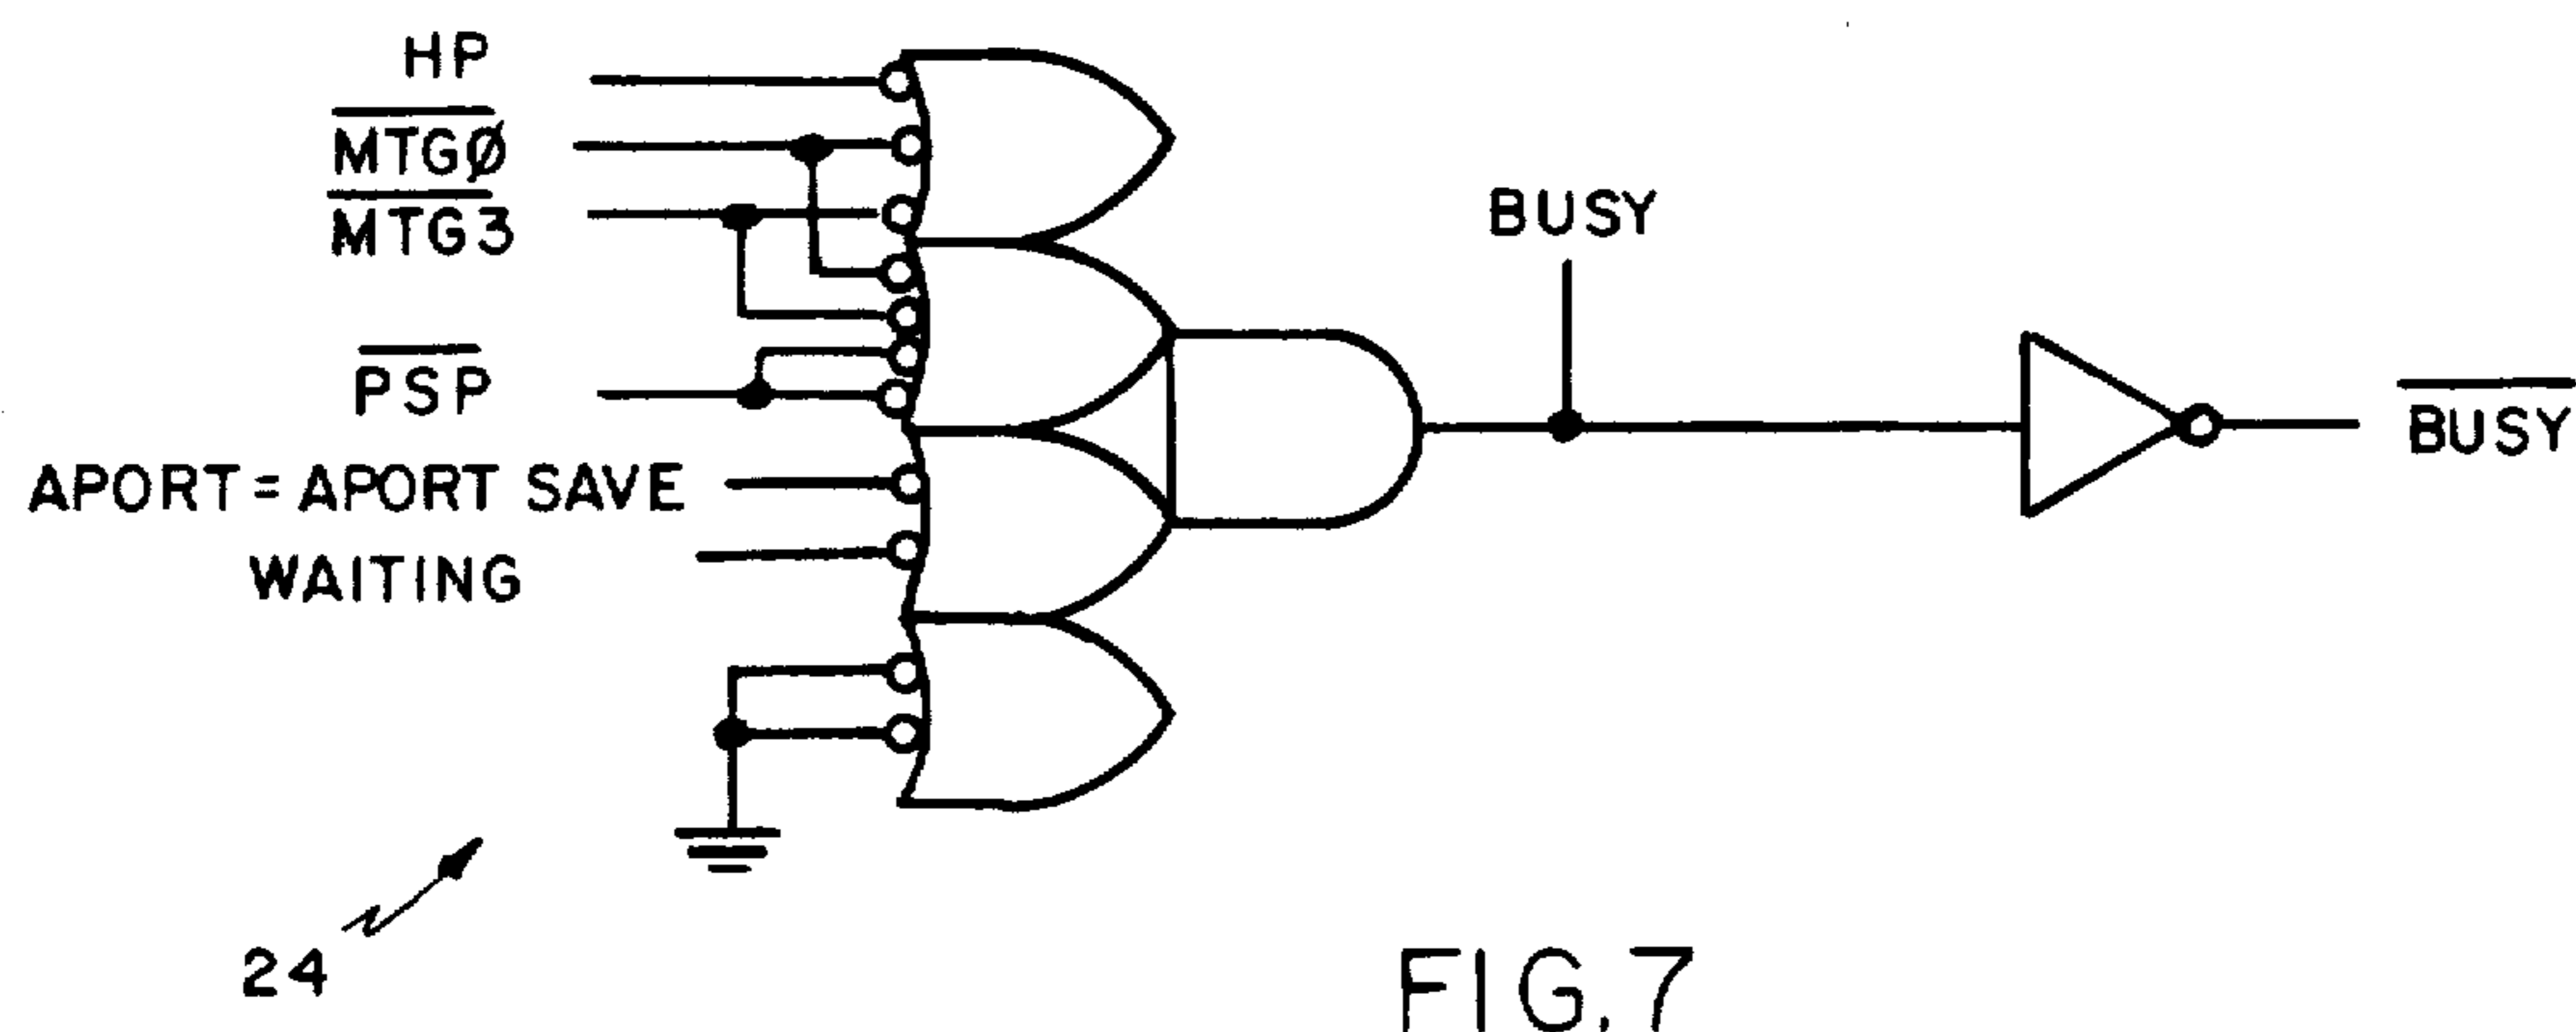 HP
MTGØ
MTG3
PSP
APORT = APORT SAVE
WAITING
BUSY
BUSY
24
FIG. 7